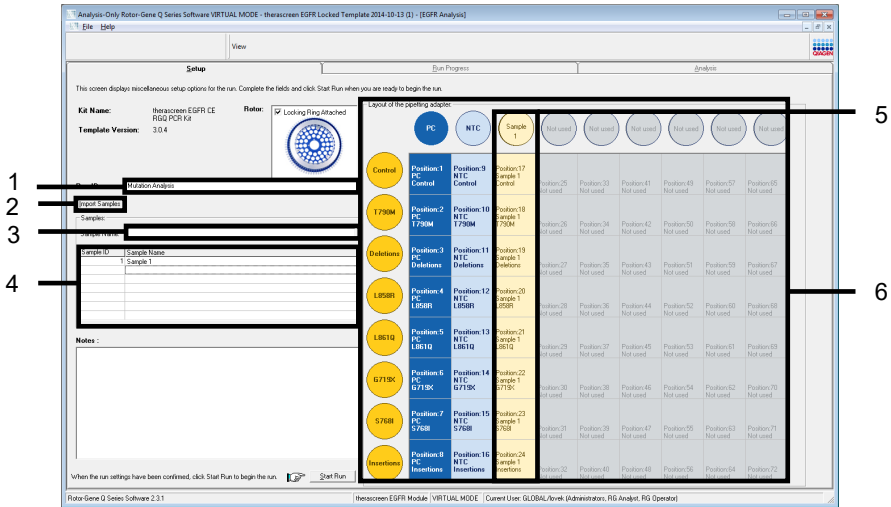 Analysis-Only Rotor-Gene Q Series Software VIRTUAL MODE - therascreen EGFR Locked Template 2014-10-13 (1) - [EGFR Analysis]
File Help
View
QIAGEN
Setup
Run Progress
Analysis
This screen displays miscellaneous setup options for the run. Complete the fields and click Start Run when you are ready to begin the run.
Kit Name: therascreen EGFR CE RGQ PCR Kit
Template Version: 3.0.4
Rotor: Locking Ring Attached
Layout of the pipetting adapter:
PC NTC Sample 1 Not used Not used Not used Not used Not used Not used
1
2
3
4
5
6
Mutation Analysis
Import Samples
Samples:
Sample Name:
Sample ID Sample Name
1 Sample 1
Notes :
Control Position:1 PC Control Position:9 NTC Control Position:17 Sample 1 Control Position:25 Not used Position:33 Not used Position:41 Not used Position:49 Not used Position:57 Not used Position:65 Not used
T790M Position:2 PC T790M Position:10 NTC T790M Position:18 Sample 1 T790M Position:26 Not used Position:34 Not used Position:42 Not used Position:50 Not used Position:58 Not used Position:66 Not used
Deletions Position:3 PC Deletions Position:11 NTC Deletions Position:19 Sample 1 Deletions Position:27 Not used Position:35 Not used Position:43 Not used Position:51 Not used Position:59 Not used Position:67 Not used
L858R Position:4 PC L858R Position:12 NTC L858R Position:20 Sample 1 L858R Position:28 Not used Position:36 Not used Position:44 Not used Position:52 Not used Position:60 Not used Position:68 Not used
L861Q Position:5 PC L861Q Position:13 NTC L861Q Position:21 Sample 1 L861Q Position:29 Not used Position:37 Not used Position:45 Not used Position:53 Not used Position:61 Not used Position:69 Not used
G719X Position:6 PC G719X Position:14 NTC G719X Position:22 Sample 1 G719X Position:30 Not used Position:38 Not used Position:46 Not used Position:54 Not used Position:62 Not used Position:70 Not used
S768I Position:7 PC S768I Position:15 NTC S768I Position:23 Sample 1 S768I Position:31 Not used Position:39 Not used Position:47 Not used Position:55 Not used Position:63 Not used Position:71 Not used
Insertions Position:8 PC Insertions Position:16 NTC Insertions Position:24 Sample 1 Insertions Position:32 Not used Position:40 Not used Position:48 Not used Position:56 Not used Position:64 Not used Position:72 Not used
When the run settings have been confirmed, click Start Run to begin the run. Start Run
Rotor-Gene Q Series Software 2.3.1 therascreen EGFR Module VIRTUAL MODE Current User: GLOBAL/lovek (Administrators, RG Analyst, RG Operator)